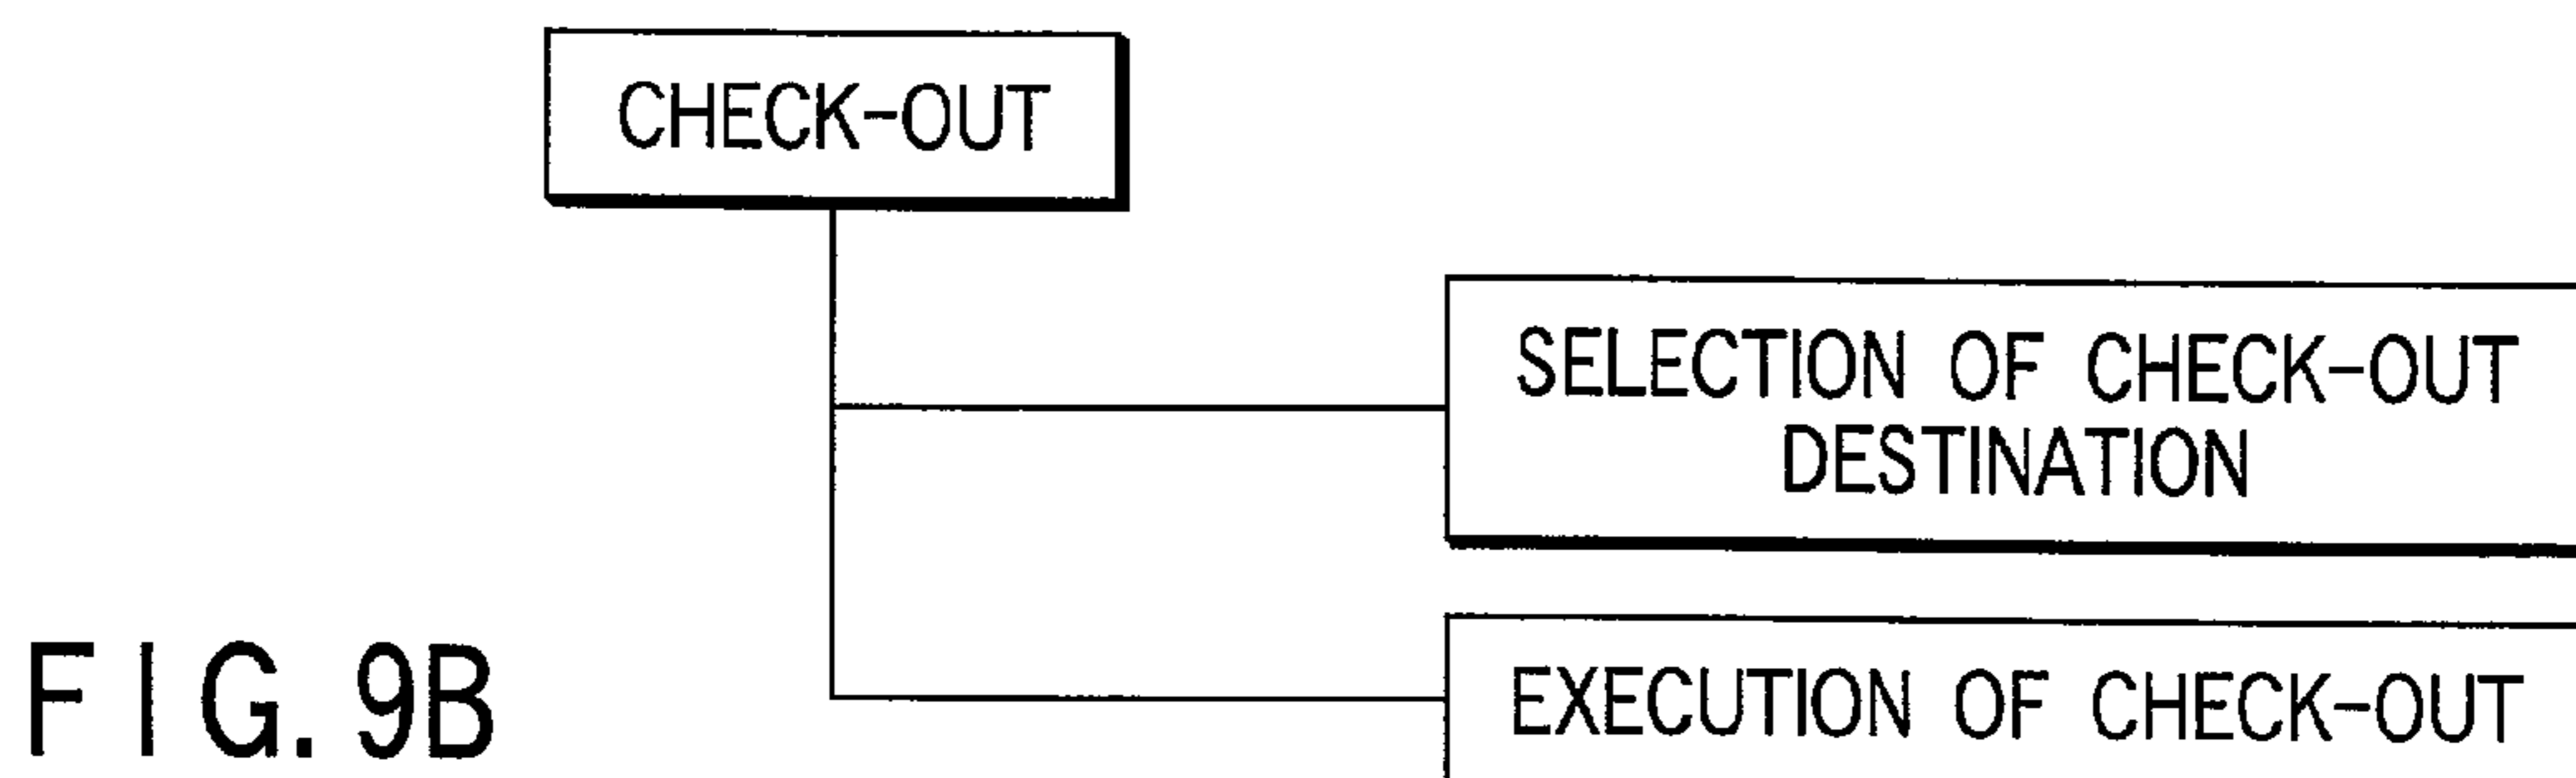 CHECK-OUT
SELECTION OF CHECK-OUT
DESTINATION
EXECUTION OF CHECK-OUT
FIG. 9B